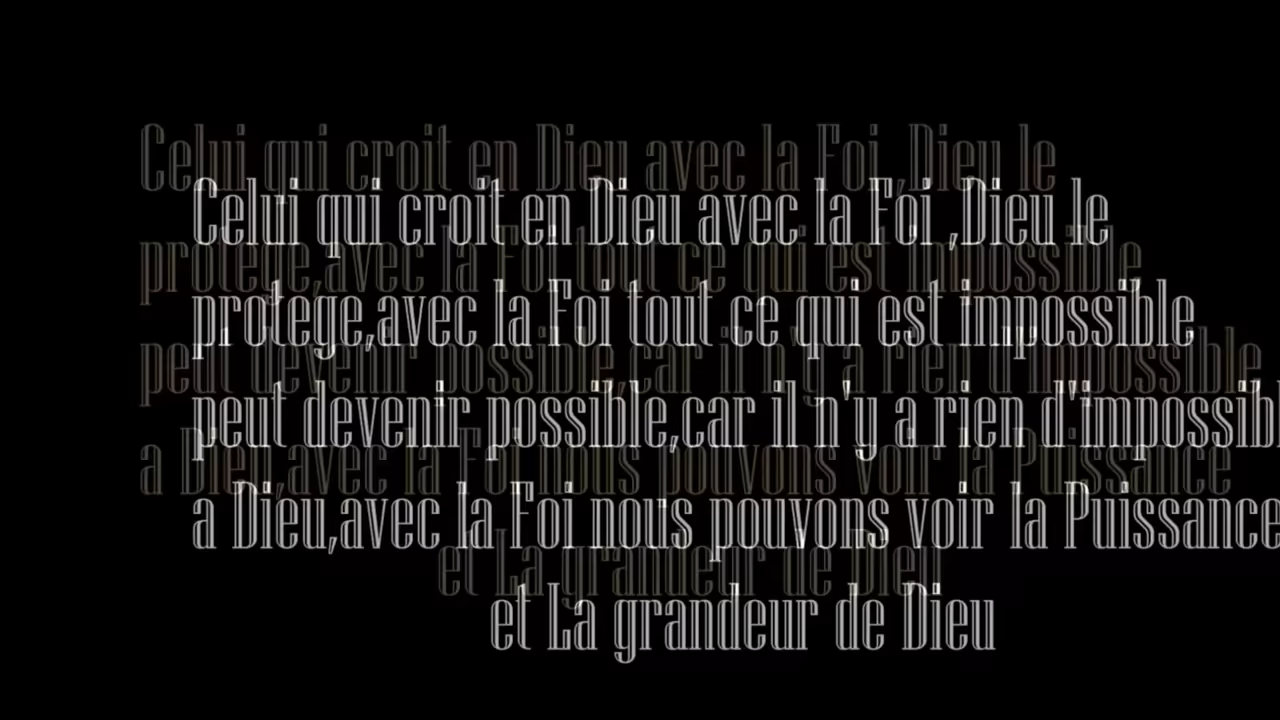 Celui qui croit en Dieu avec la Foi ,Dieu le
protege,avec la Foi tout ce qui est impossible
peut devenir possible,car il n'y a rien d'impossible
a Dieu,avec la Foi nous pouvons voir la Puissance
et La grandeur de Dieu